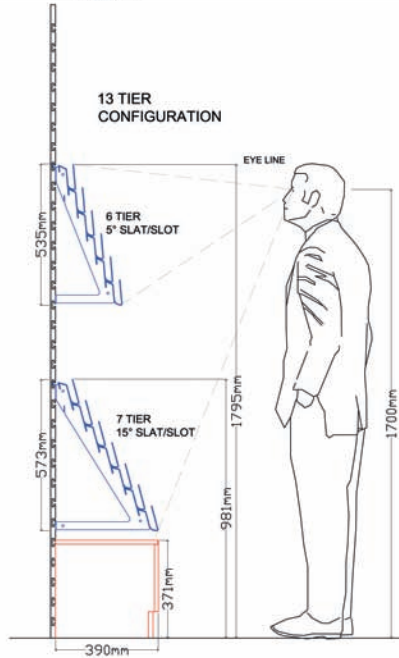 13 TIER
CONFIGURATION
EYE LINE
6 TIER
5° SLAT/SLOT
535mm
7 TIER
15° SLAT/SLOT
573mm
1795mm
981mm
1700mm
371mm
390mm